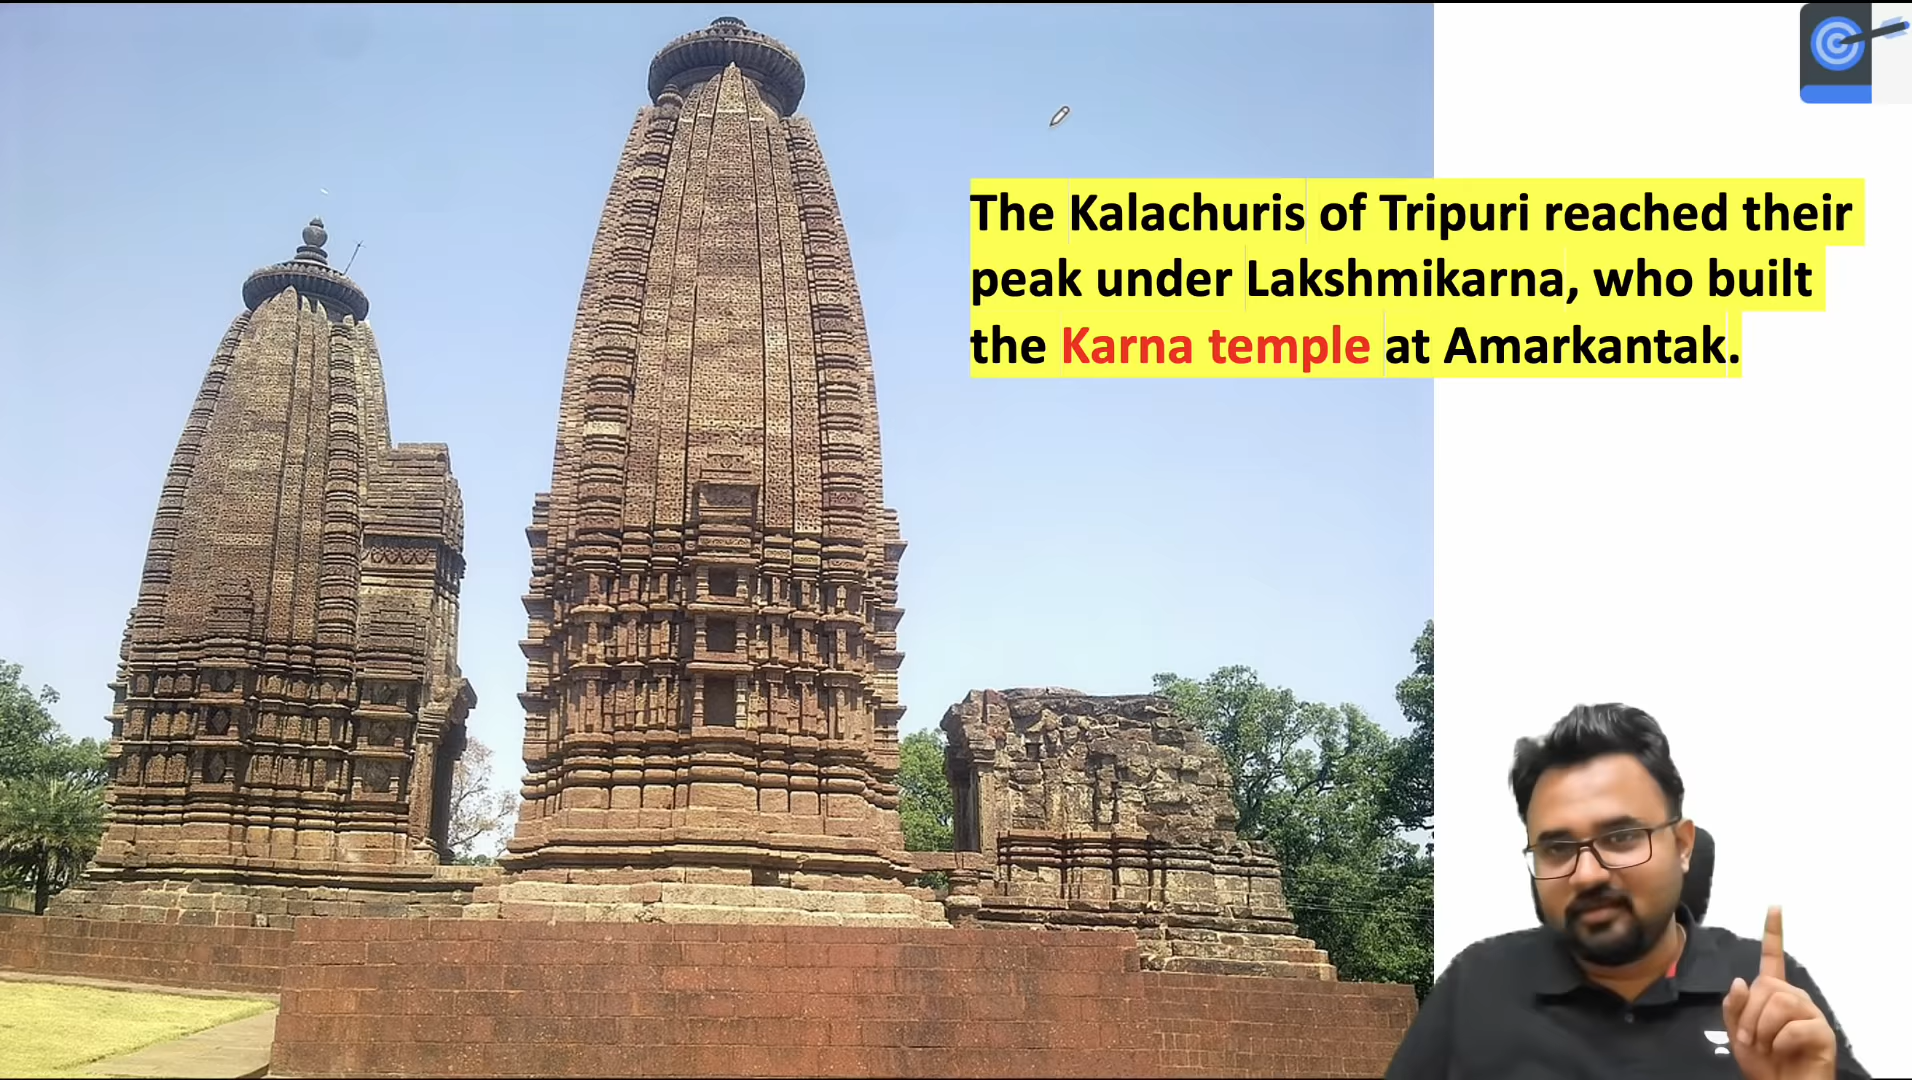 The Kalachuris of Tripuri reached their
peak under Lakshmikarna, who built
the Karna temple at Amarkantak.